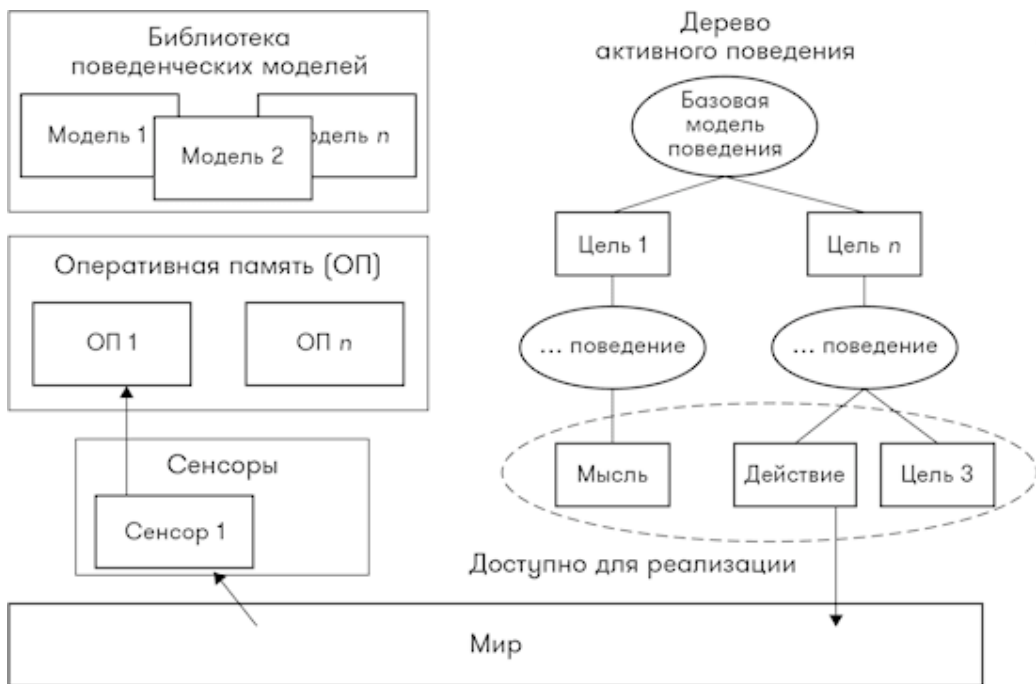 Библиотека
поведенческих моделей
Модель 1
Модель 2
одель n
Оперативная память (ОП)
ОП 1
ОП n
Сенсоры
Сенсор 1
Дерево
активного поведения
Базовая
модель
поведения
Цель 1
Цель n
... поведение
... поведение
Мысль
Действие
Цель 3
Доступно для реализации
Мир